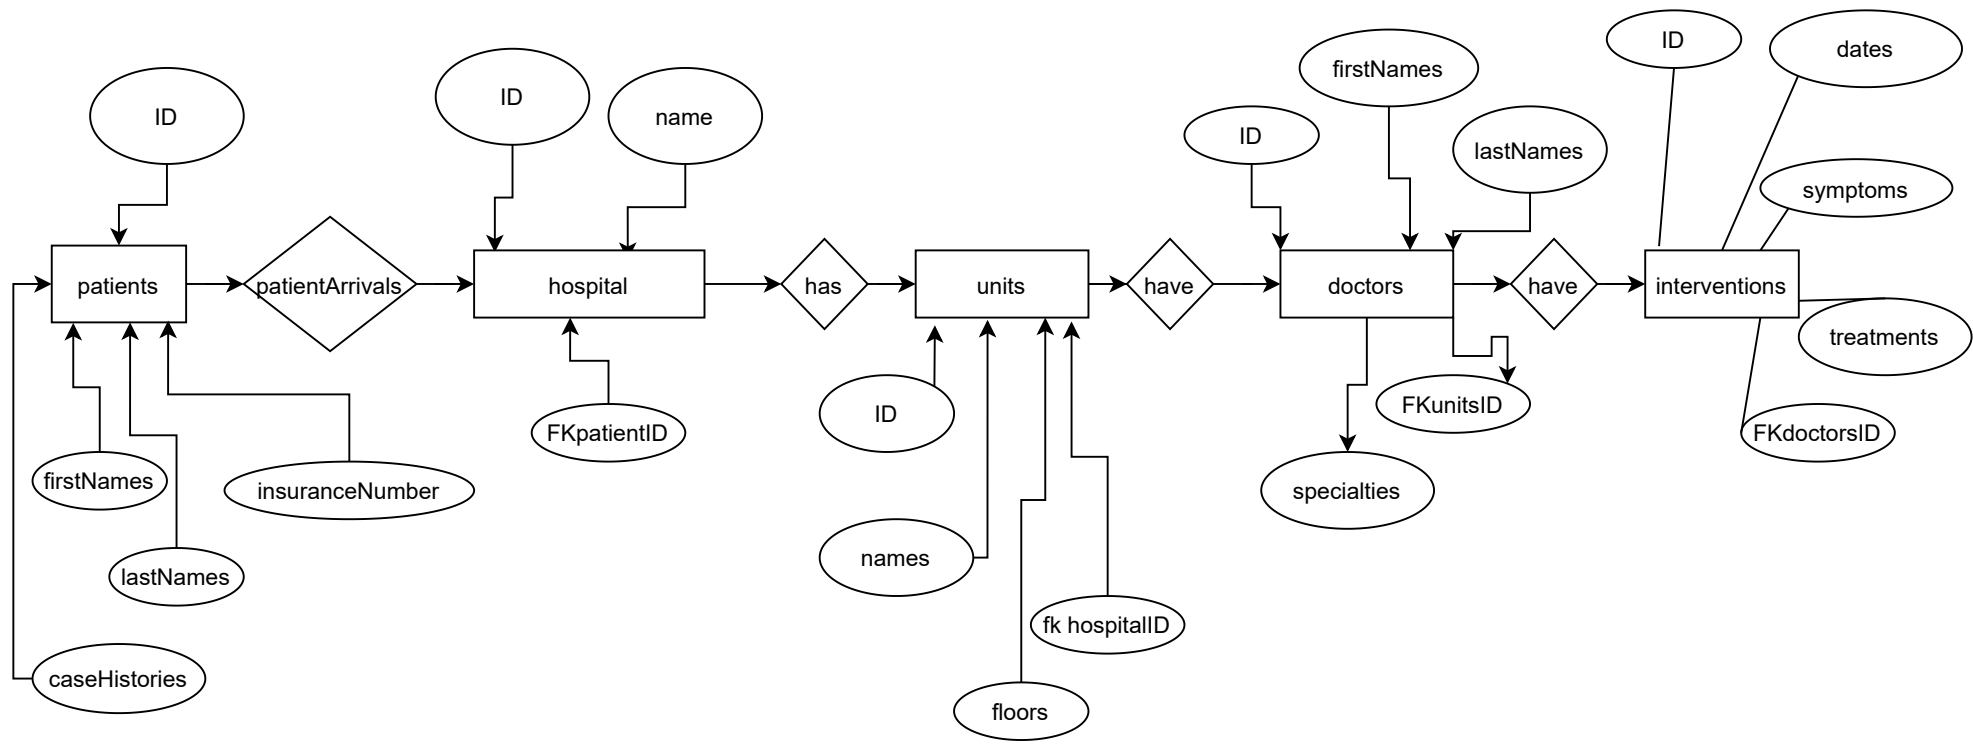 ID
dates
ID
name
firstNames
ID
lastNames
symptoms
patients
patientArrivals
hospital
has
units
have
doctors
have
interventions
treatments
ID
FKunitsID
FKpatientID
FKdoctorsID
firstNames
insuranceNumber
specialties
names
lastNames
fk hospitalID
caseHistories
floors
ID